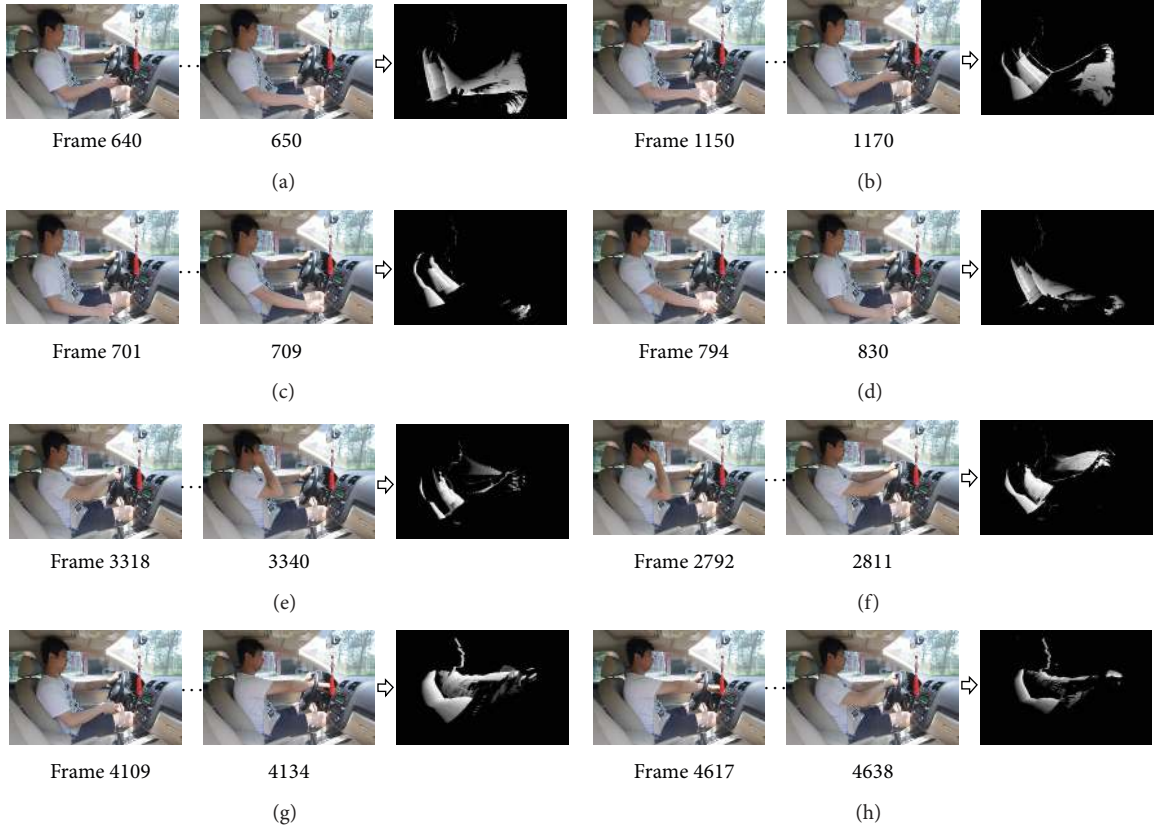 Frame 640 ... 650
Frame 1150 ... 1170
(a)
(b)
Frame 701 ... 709
Frame 794 ... 830
(c)
(d)
Frame 3318 ... 3340
Frame 2792 ... 2811
(e)
(f)
Frame 4109 ... 4134
Frame 4617 ... 4638
(g)
(h)